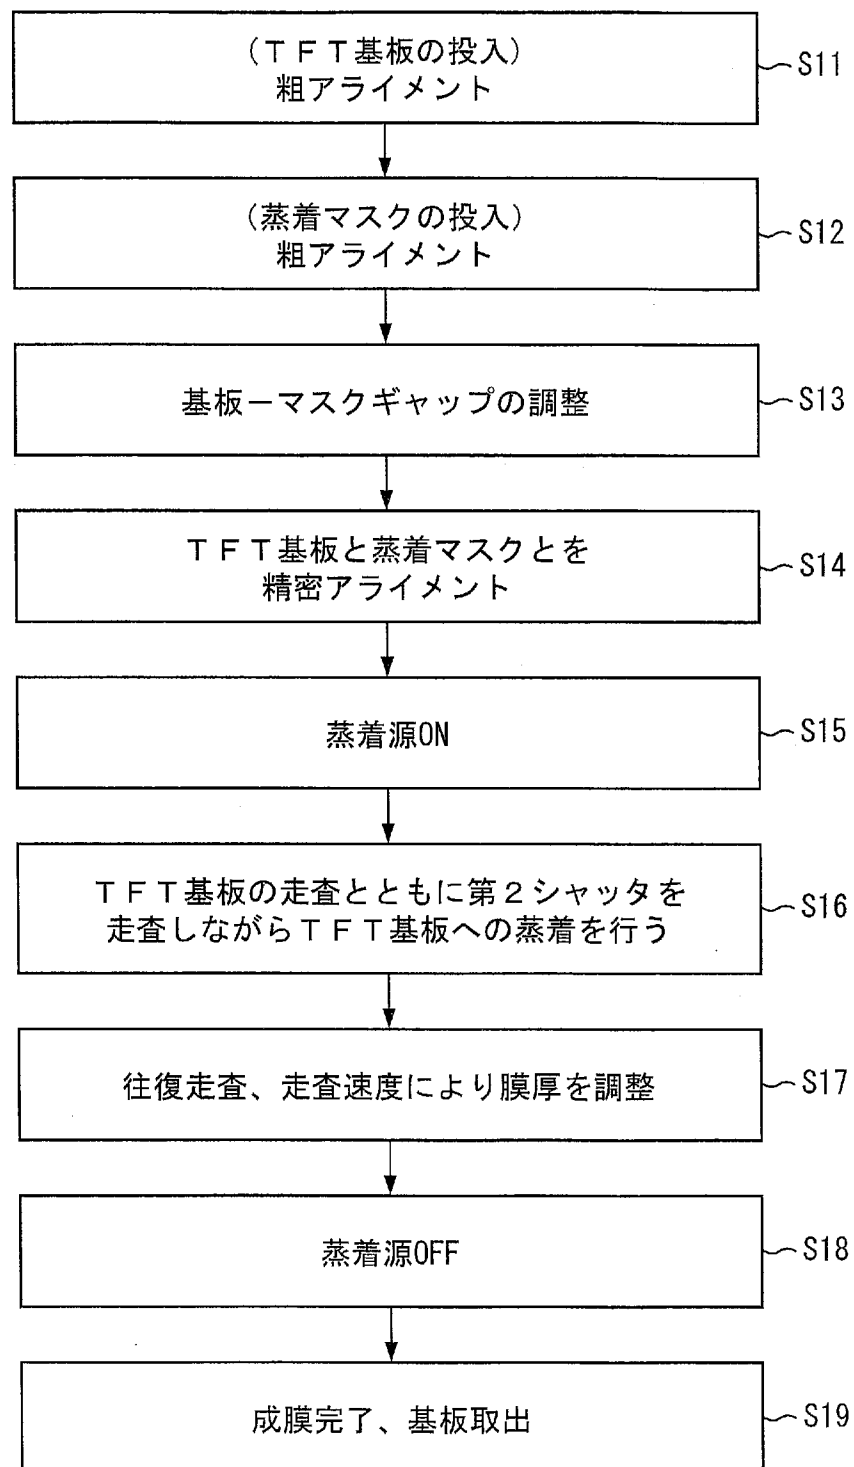 （ＴＦＴ基板の投入）
粗アライメント
S11
（蒸着マスクの投入）
粗アライメント
S12
基板－マスクギャップの調整
S13
ＴＦＴ基板と蒸着マスクとを
精密アライメント
S14
蒸着源ON
S15
ＴＦＴ基板の走査とともに第２シャッタを
走査しながらＴＦＴ基板への蒸着を行う
S16
往復走査、走査速度により膜厚を調整
S17
蒸着源OFF
S18
成膜完了、基板取出
S19